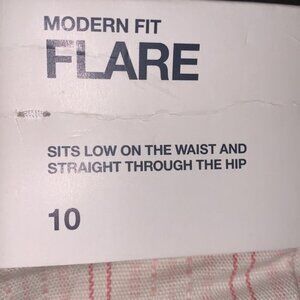 MODERN FIT
FLARE
SITS LOW ON THE WAIST AND
STRAIGHT THROUGH THE HIP
10